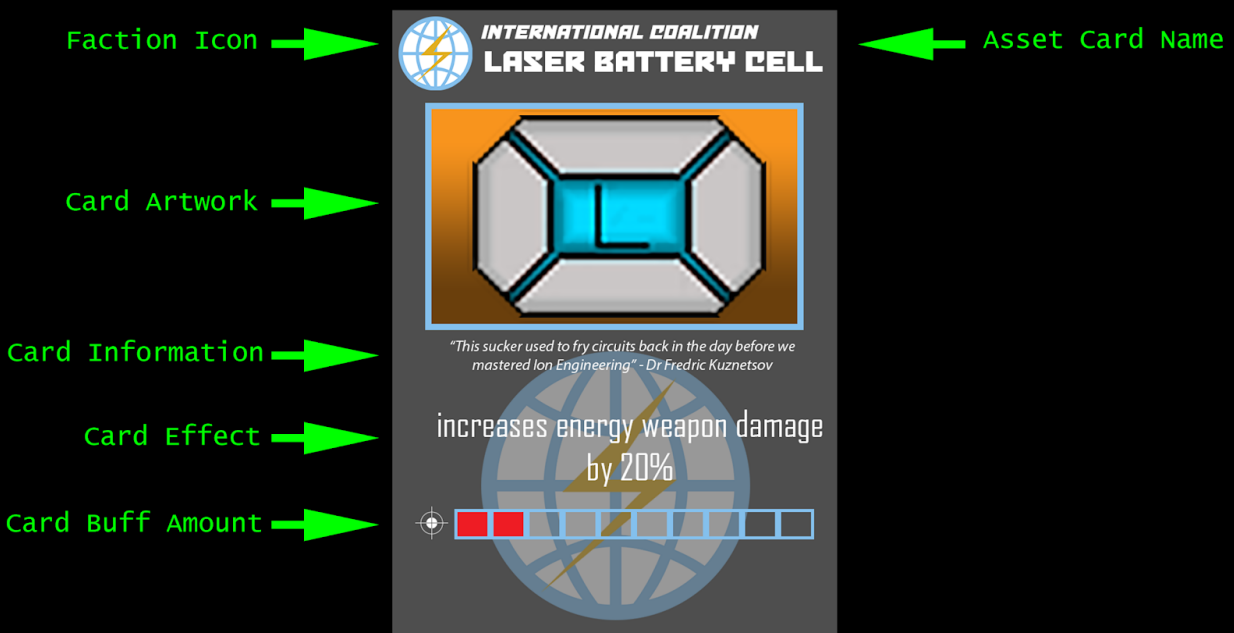 Faction Icon
INTERNATIONAL COALITION
LASER BATTERY CELL
Asset Card Name
Card Artwork
L
Card Information
“This sucker used to fry circuits back in the day before we
mastered Ion Engineering” - Dr Fredric Kuznetsov
Card Effect
increases energy weapon damage
by 20%
Card Buff Amount